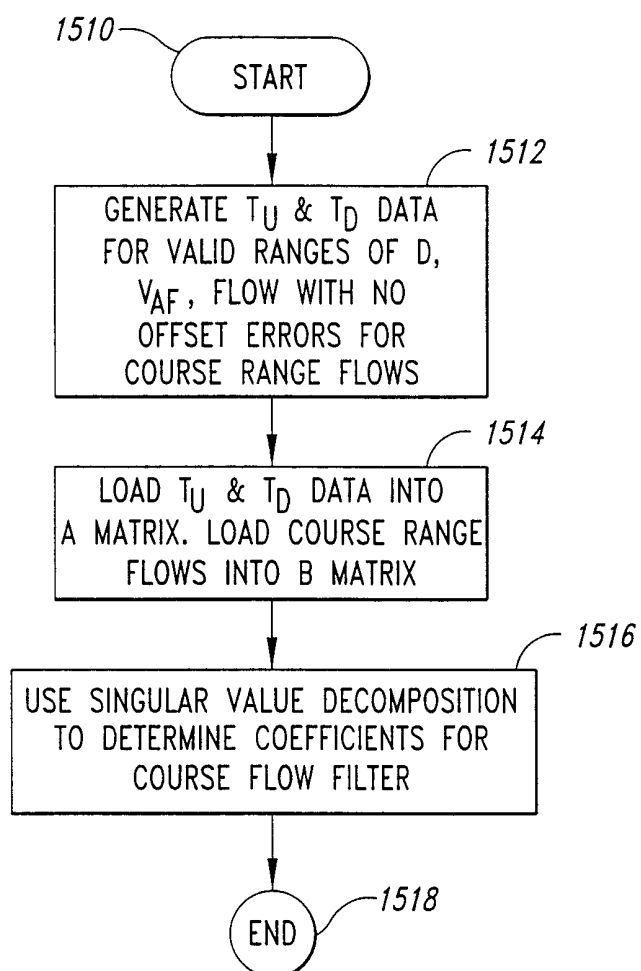 1510
START
1512
GENERATE TU & TD DATA
FOR VALID RANGES OF D,
VAF, FLOW WITH NO
OFFSET ERRORS FOR
COURSE RANGE FLOWS
1514
LOAD TU & TD DATA INTO
A MATRIX. LOAD COURSE RANGE
FLOWS INTO B MATRIX
1516
USE SINGULAR VALUE DECOMPOSITION
TO DETERMINE COEFFICIENTS FOR
COURSE FLOW FILTER
END
1518